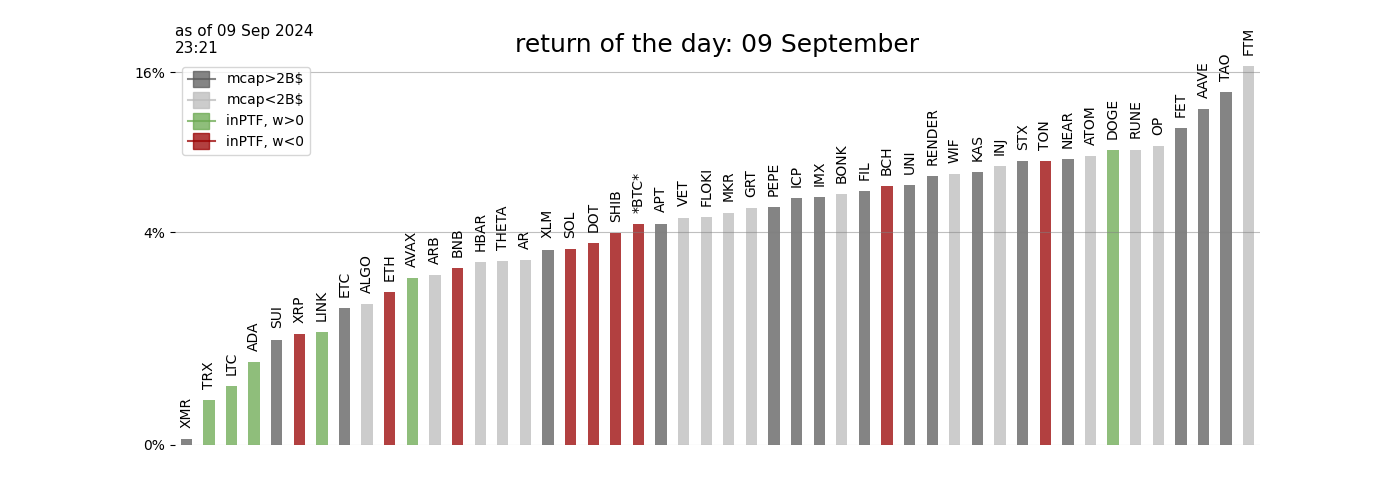 as of 09 Sep 2024
23:21
return of the day: 09 September
mcap>2B$
mcap<2B$
inPTF, w>0
inPTF, w<0
16%
4%
0%
XMR
TRX
LTC
ADA
SUI
XRP
LINK
ETC
ALGO
ETH
AVAX
ARB
BNB
HBAR
THETA
AR
XLM
SOL
DOT
SHIB
*BTC*
APT
VET
FLOKI
MKR
GRT
PEPE
ICP
IMX
BONK
FIL
BCH
UNI
RENDER
WIF
KAS
INJ
STX
TON
NEAR
ATOM
DOGE
RUNE
OP
FET
AAVE
TAO
FTM